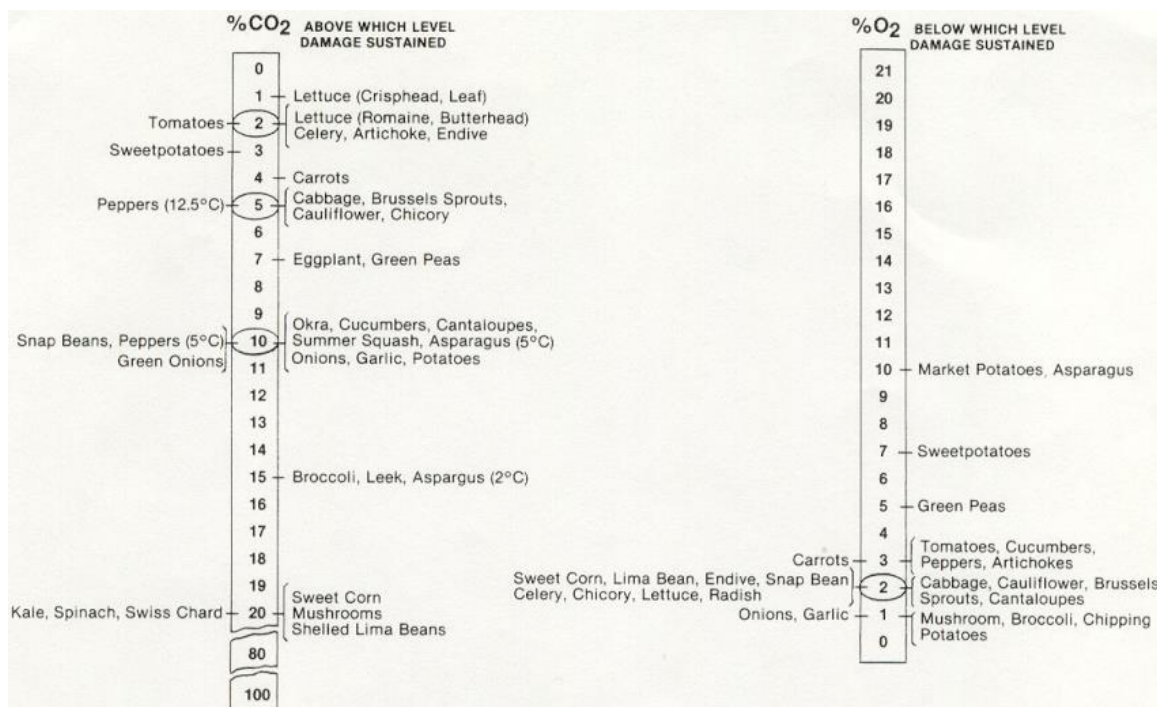 %CO2 ABOVE WHICH LEVEL
DAMAGE SUSTAINED
0
1 Lettuce (Crisphead, Leaf)
Tomatoes 2 Lettuce (Romaine, Butterhead)
Celery, Artichoke, Endive
Sweetpotatoes 3
4 Carrots
Peppers (12.5°C) 5 Cabbage, Brussels Sprouts,
Cauliflower, Chicory
6
7 Eggplant, Green Peas
8
9
Okra, Cucumbers, Cantaloupes,
Snap Beans, Peppers (5°C) 10 Summer Squash, Asparagus (5°C)
Green Onions Onions, Garlic, Potatoes
11
12
13
14
15 Broccoli, Leek, Aspargus (2°C)
16
17
18
19
Sweet Corn
Kale, Spinach, Swiss Chard 20 Mushrooms
Shelled Lima Beans
80
100
%O2 BELOW WHICH LEVEL
DAMAGE SUSTAINED
21
20
19
18
17
16
15
14
13
12
11
10 Market Potatoes, Asparagus
9
8
7 Sweetpotatoes
6
5 Green Peas
4
Tomatoes, Cucumbers,
Carrots 3 Peppers, Artichokes
Sweet Corn, Lima Bean, Endive, Snap Bean 2 Cabbage, Cauliflower, Brussels
Celery, Chicory, Lettuce, Radish Sprouts, Cantaloupes
Onions, Garlic 1 Mushroom, Broccoli, Chipping
Potatoes
0